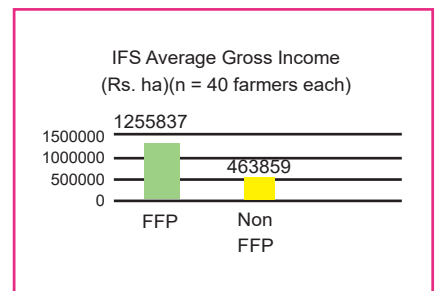 IFS Average Gross Income
(Rs. ha)(n = 40 farmers each)
1255837
1500000
1000000
463859
500000
0
FFP
Non
FFP